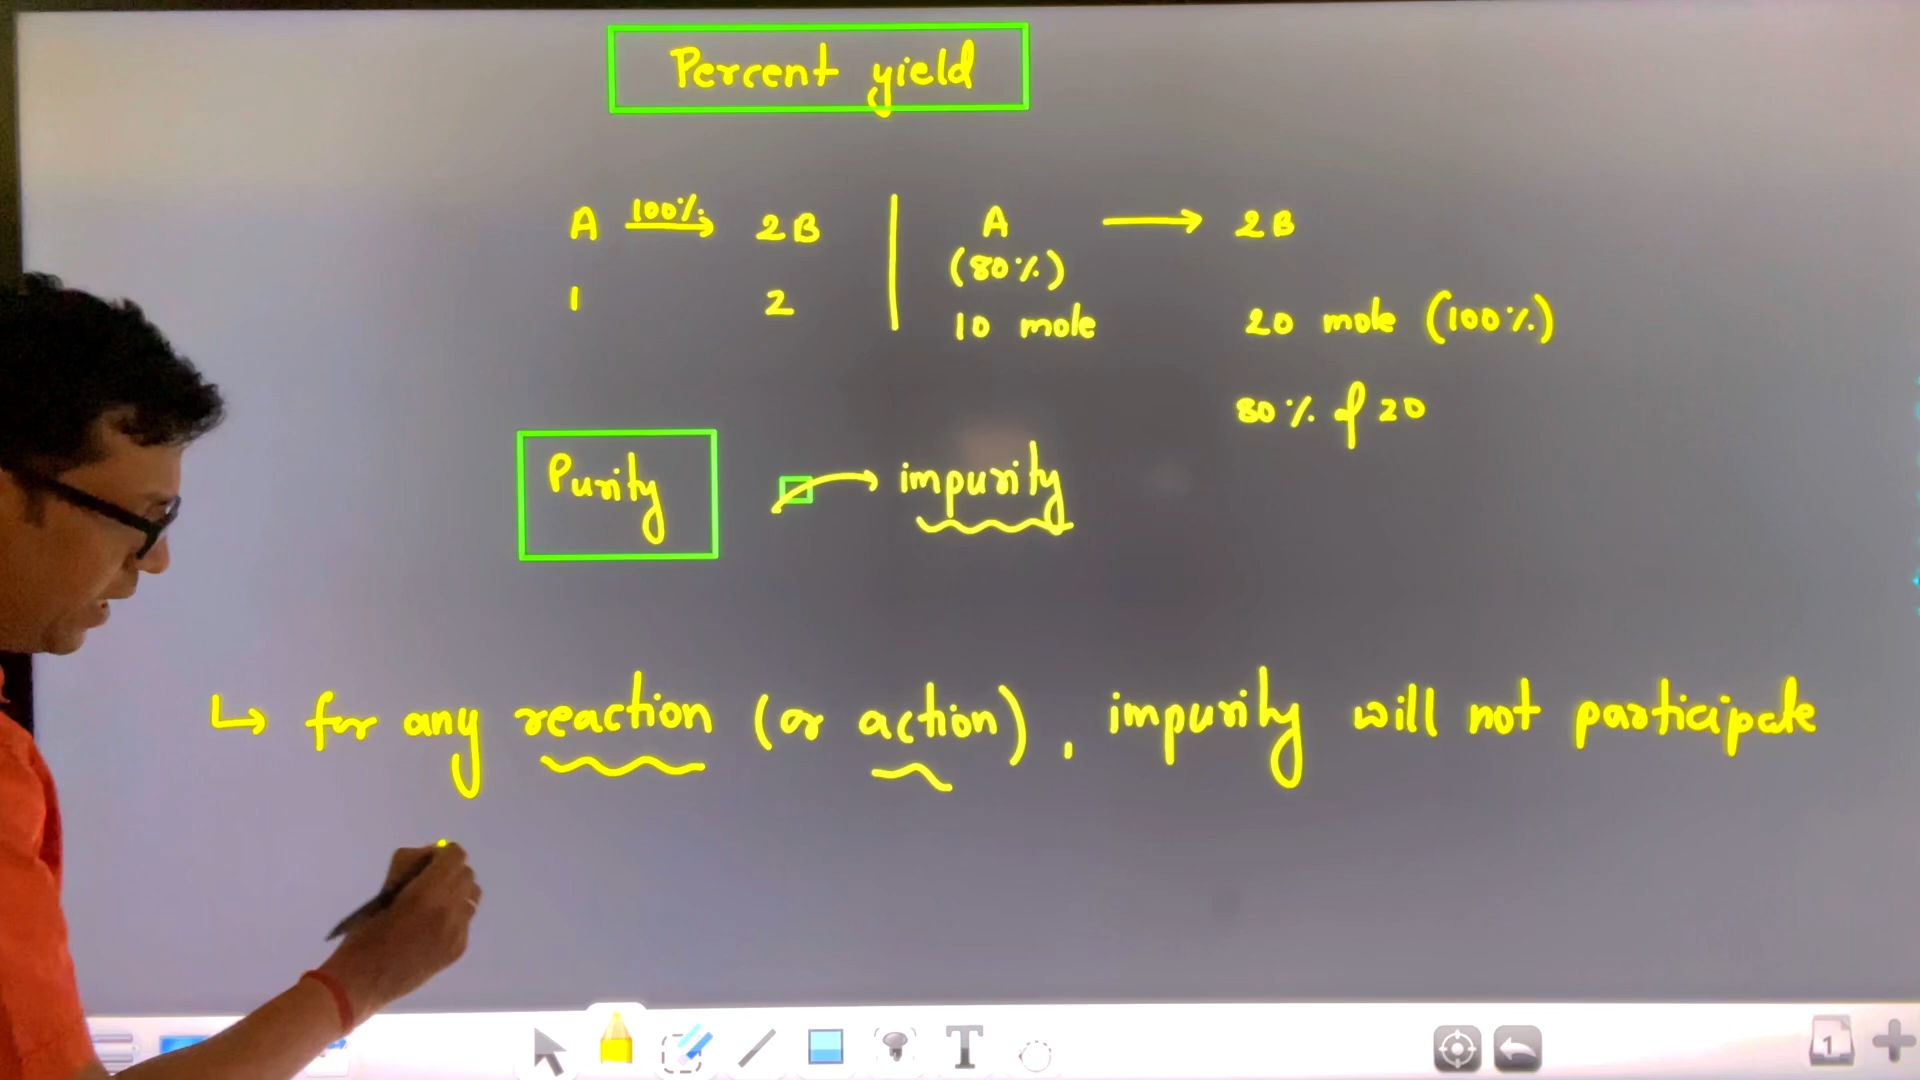 Percent yield
A 100% → 2B | A → 2B
(80%)
1 2 10 mole 20 mole (100%)
80% of 20
Purity → impurity
↳ for any reaction (or action), impurity will not participate
T
1